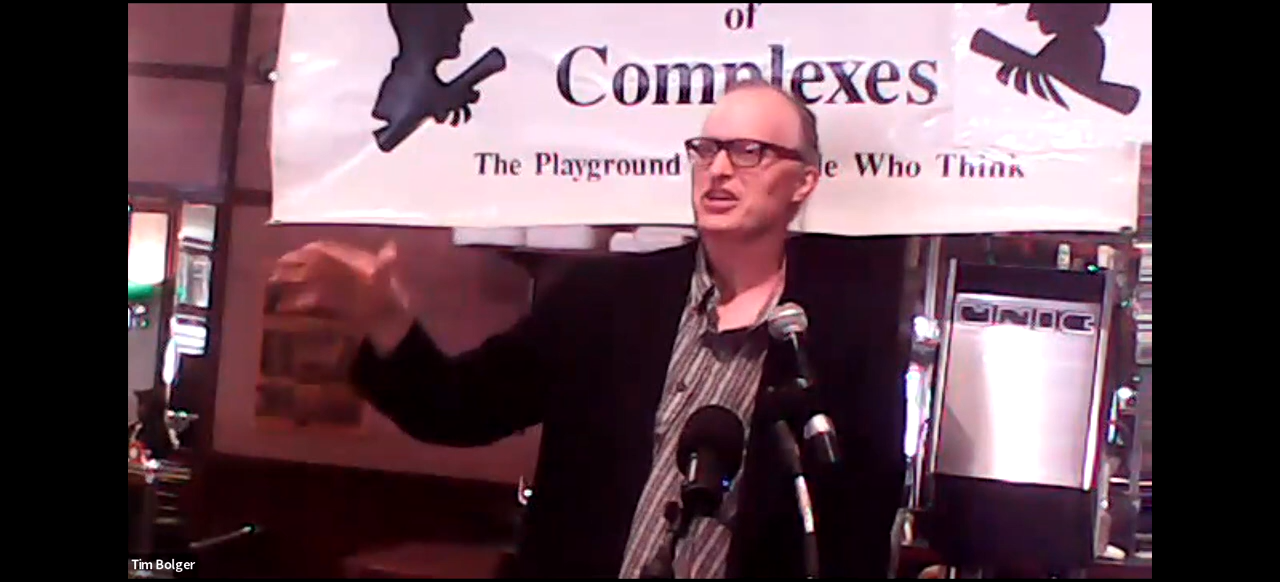 of
Complexes
The Playground
Who Think
UNIC
Tim Bolger